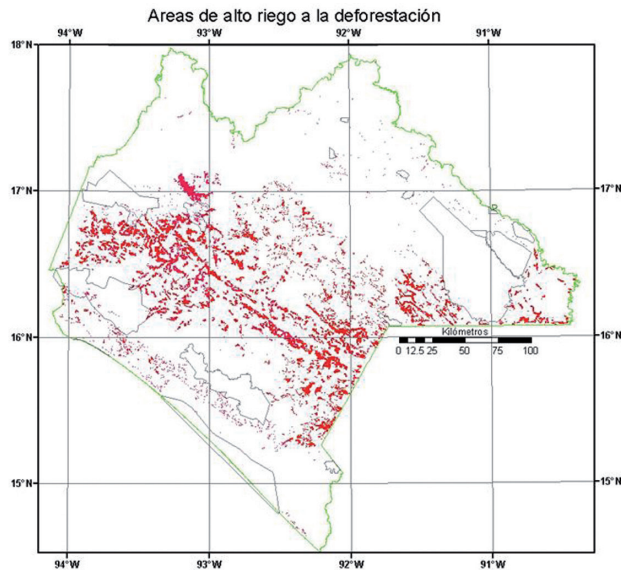 Areas de alto riego a la deforestación
94°W 93°W 92°W 91°W
18°N
17°N 17°N
16°N 16°N
Kilómetros
0 12.5 25 50 75 100
15°N 15°N
94°W 93°W 92°W 91°W